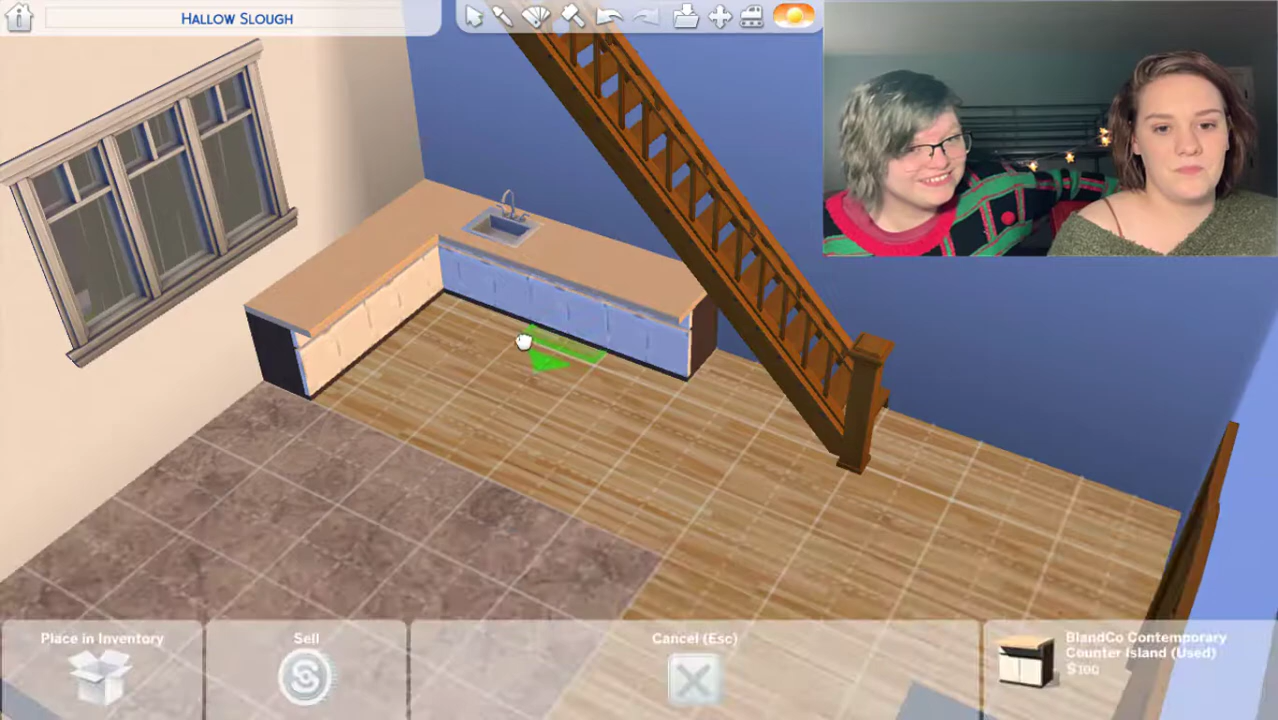 HALLOW SLOUGH
Place in Inventory
Sell
Cancel (Esc)
BlandCo Contemporary
Counter Island (Used)
$100